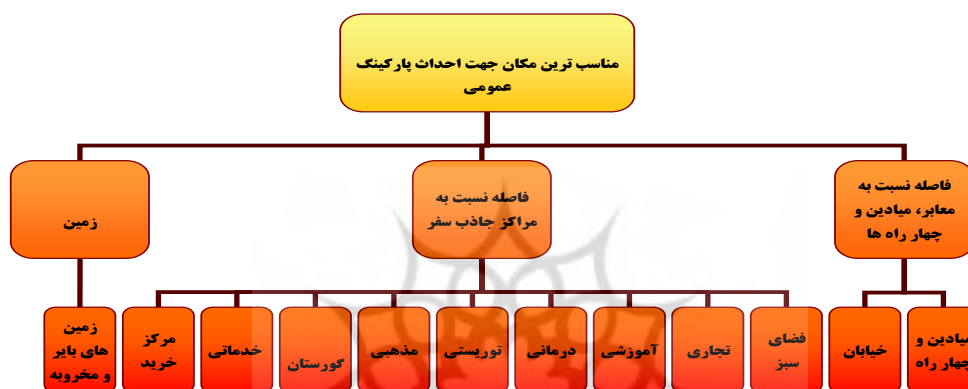 مناسب ترین مکان جهت احداث پارکینگ
عمومی
فاصله نسبت به
معابر، میادین و
چهار راه ها
فاصله نسبت به
مراکز جاذب سفر
زمین
میادین و
چهار راه
خیابان
فضای
سبز
تجاری
آموزشی
درمانی
توریستی
مذهبی
گورستان
خدماتی
مرکز
خرید
زمین
های بایر
و مخروبه